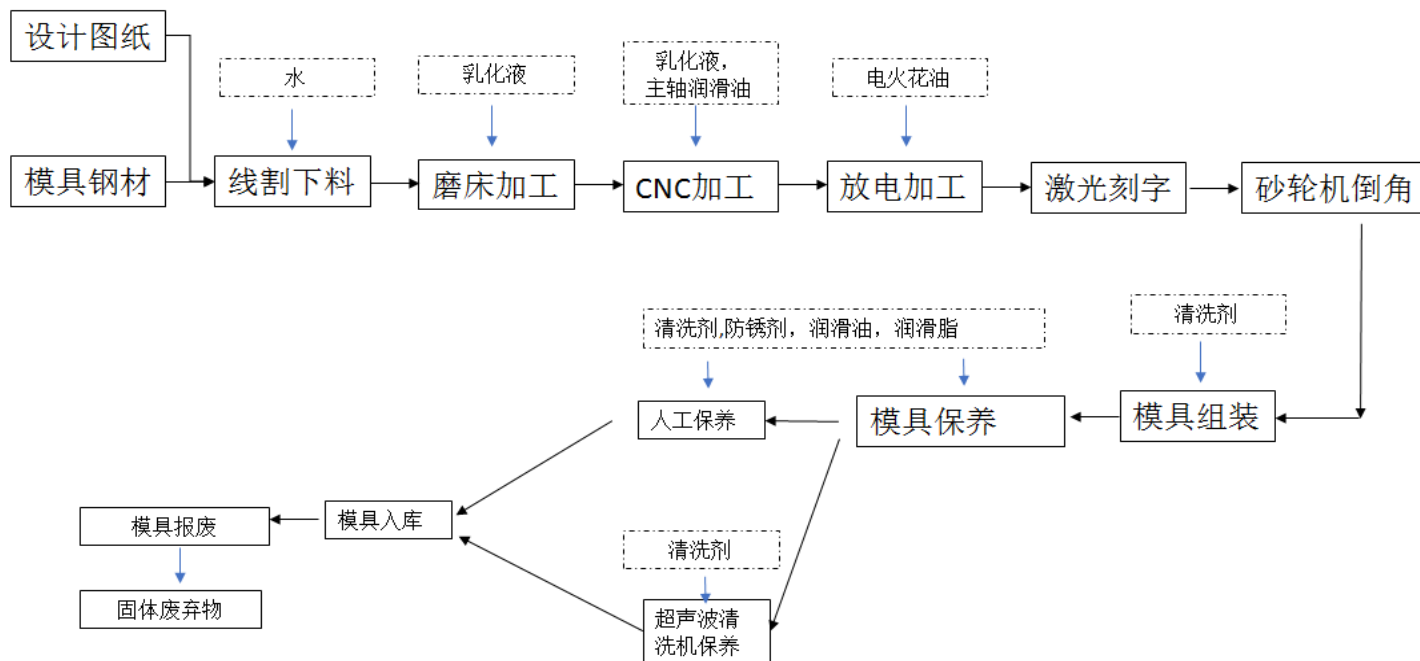 设计图纸
水
乳化液
乳化液，
主轴润滑油
电火花油
模具钢材
线割下料
磨床加工
CNC加工
放电加工
激光刻字
砂轮机倒角
清洗剂,防锈剂，润滑油，润滑脂
清洗剂
人工保养
模具保养
模具组装
模具报废
模具入库
清洗剂
固体废弃物
超声波清
洗机保养